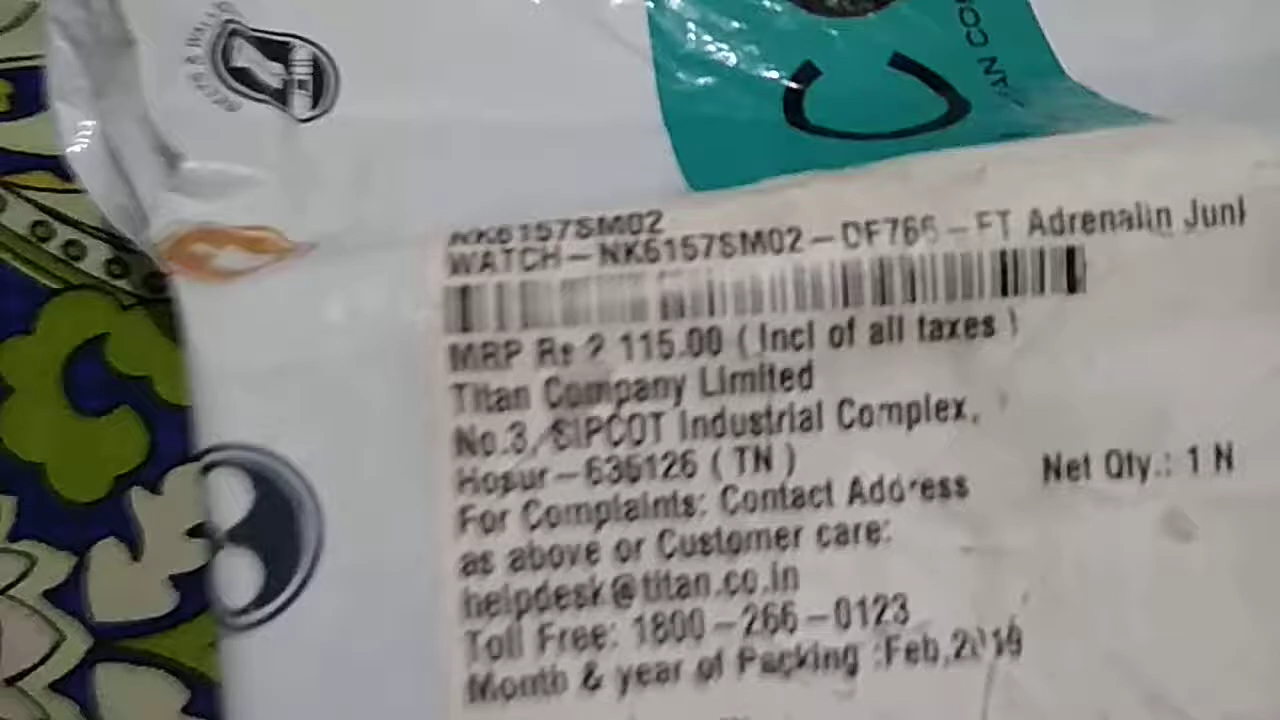 NK6157SM02
WATCH-NK6157SM02-DF766-FT Adrenalin Junk
MRP Rs 2 115.00 ( Incl of all taxes )
Titan Company Limited
No.3, SIPCOT Industrial Complex,
Hosur-635126 ( TN )
Net Qty.: 1 N
For Complaints: Contact Address
as above or Customer care:
helpdesk@titan.co.in
Toll Free: 1800-266-0123
Month & year of Packing :Feb,2019